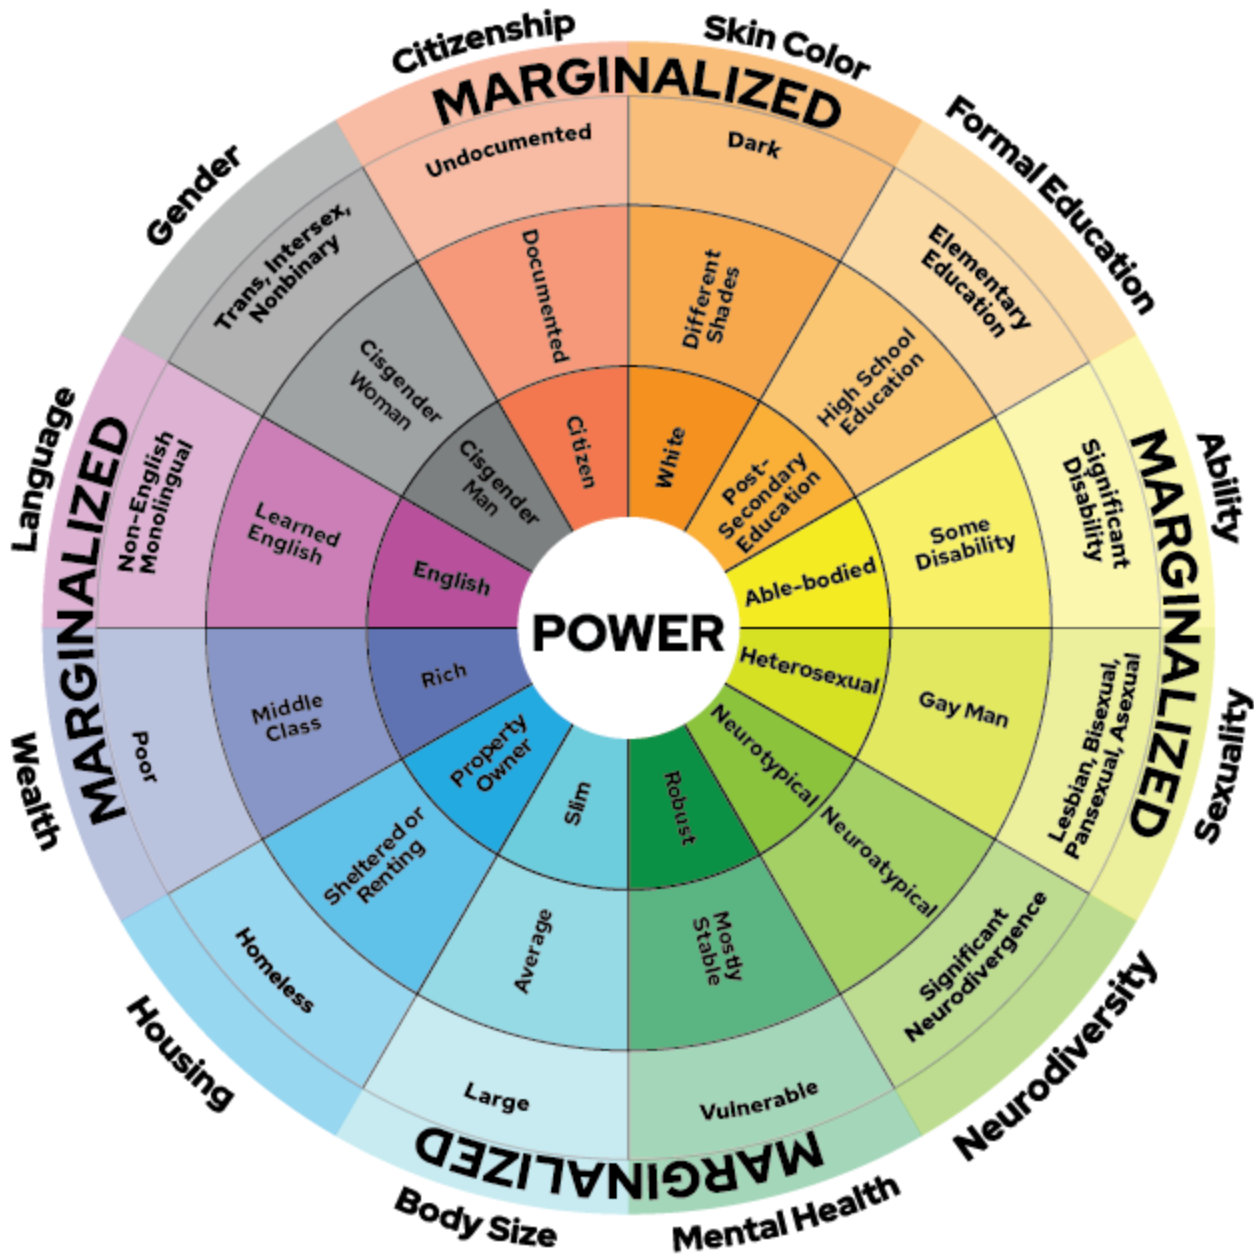 Citizenship
Skin Color
Formal Education
Ability
Sexuality
Neurodiversity
Mental Health
Body Size
Housing
Wealth
Language
Gender
MARGINALIZED
MARGINALIZED
MARGINALIZED
MARGINALIZED
Undocumented
Documented
Citizen
Dark
Different
Shades
White
Elementary
Education
High School
Education
Post-
Secondary
Education
Significant
Disability
Some
Disability
Able-bodied
Lesbian, Bisexual,
Pansexual, Asexual
Gay Man
Heterosexual
Significant
Neurodivergence
Neuroatypical
Neurotypical
Vulnerable
Mostly
Stable
Robust
Large
Average
Slim
Homeless
Sheltered or
Renting
Property
Owner
Poor
Middle
Class
Rich
Non-English
Monolingual
Learned
English
English
Trans, Intersex,
Nonbinary
Cisgender
Woman
Cisgender
Man
POWER